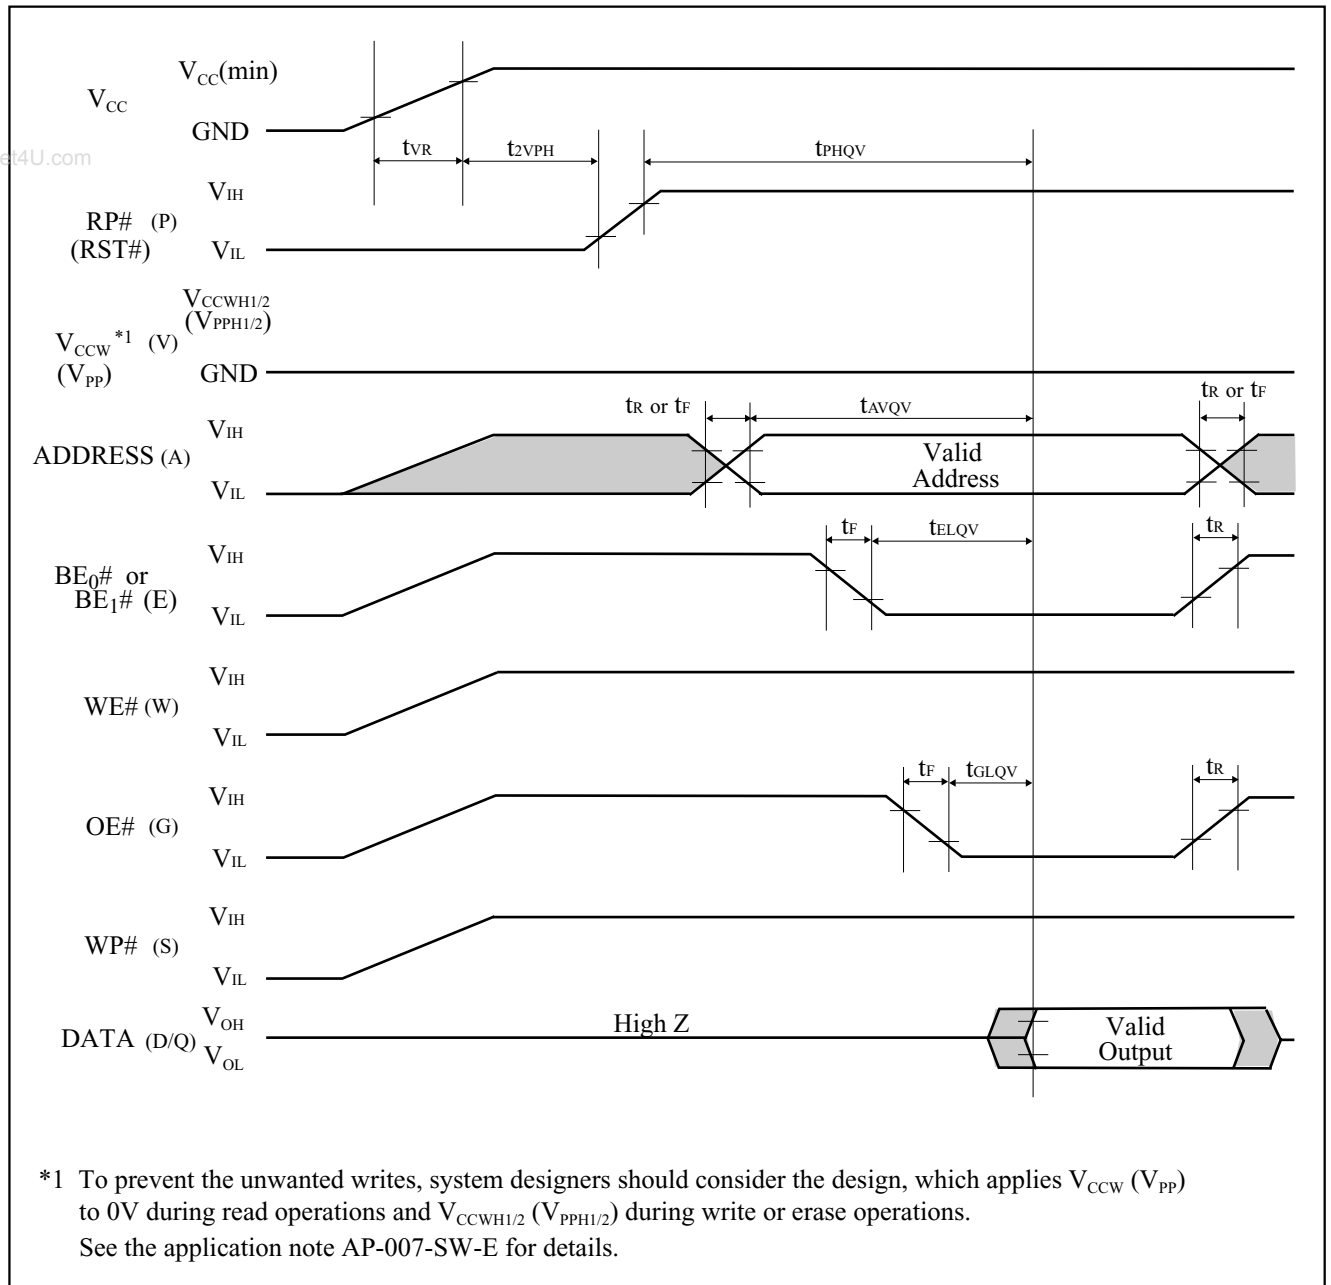 VCC(min)
VCC
GND
et4U.com
tVR
t2VPH
tPHQV
VIH
RP# (P)
(RST#)
VIL
VCCWH1/2
(VPPH1/2)
VCCW *1 (V)
(VPP)
GND
tR or tF
tAVQV
tR or tF
VIH
ADDRESS (A)
Valid
Address
VIL
tF
tELQV
tR
VIH
BE0# or
BE1# (E)
VIL
VIH
WE# (W)
VIL
tF
tGLQV
tR
VIH
OE# (G)
VIL
VIH
WP# (S)
VIL
VOH
High Z
Valid
Output
DATA (D/Q)
VOL
*1 To prevent the unwanted writes, system designers should consider the design, which applies VCCW (VPP)
to 0V during read operations and VCCWH1/2 (VPPH1/2) during write or erase operations.
See the application note AP-007-SW-E for details.